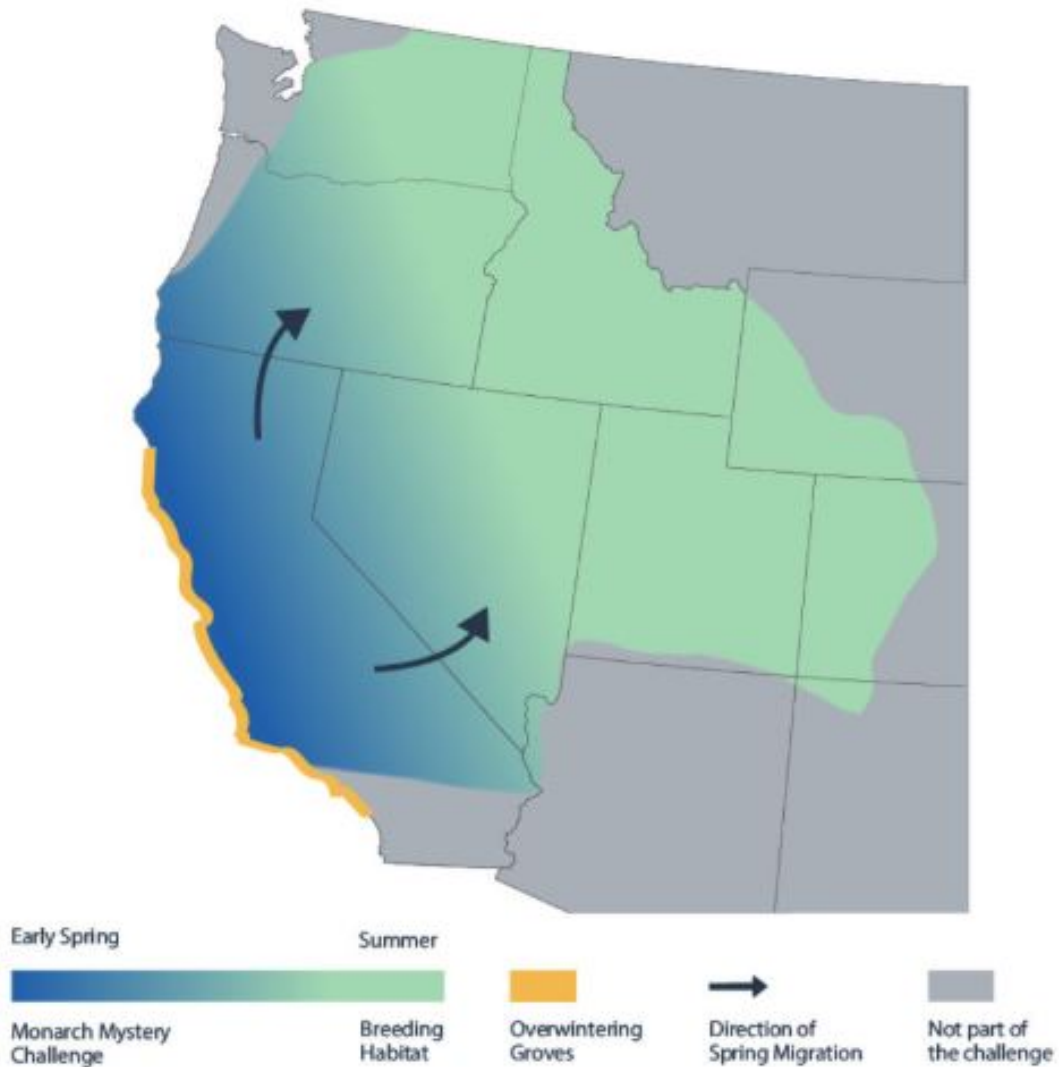 Early Spring
Summer
Monarch Mystery
Challenge
Breeding
Habitat
Overwintering
Groves
Direction of
Spring Migration
Not part of
the challenge